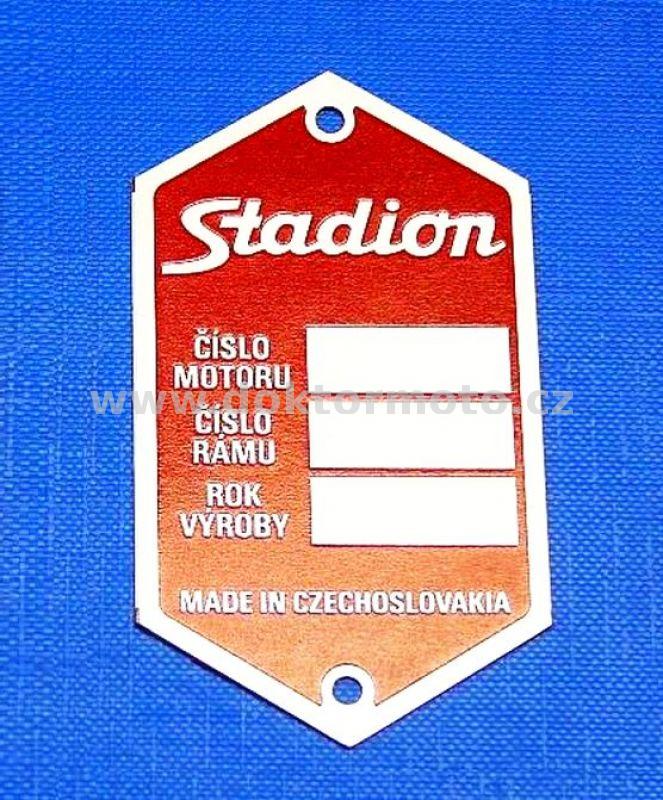 Stadion
ČÍSLO
MOTORU
www.doktormoto.cz
ČÍSLO
RÁMU
ROK
VÝROBY
MADE IN CZECHOSLOVAKIA